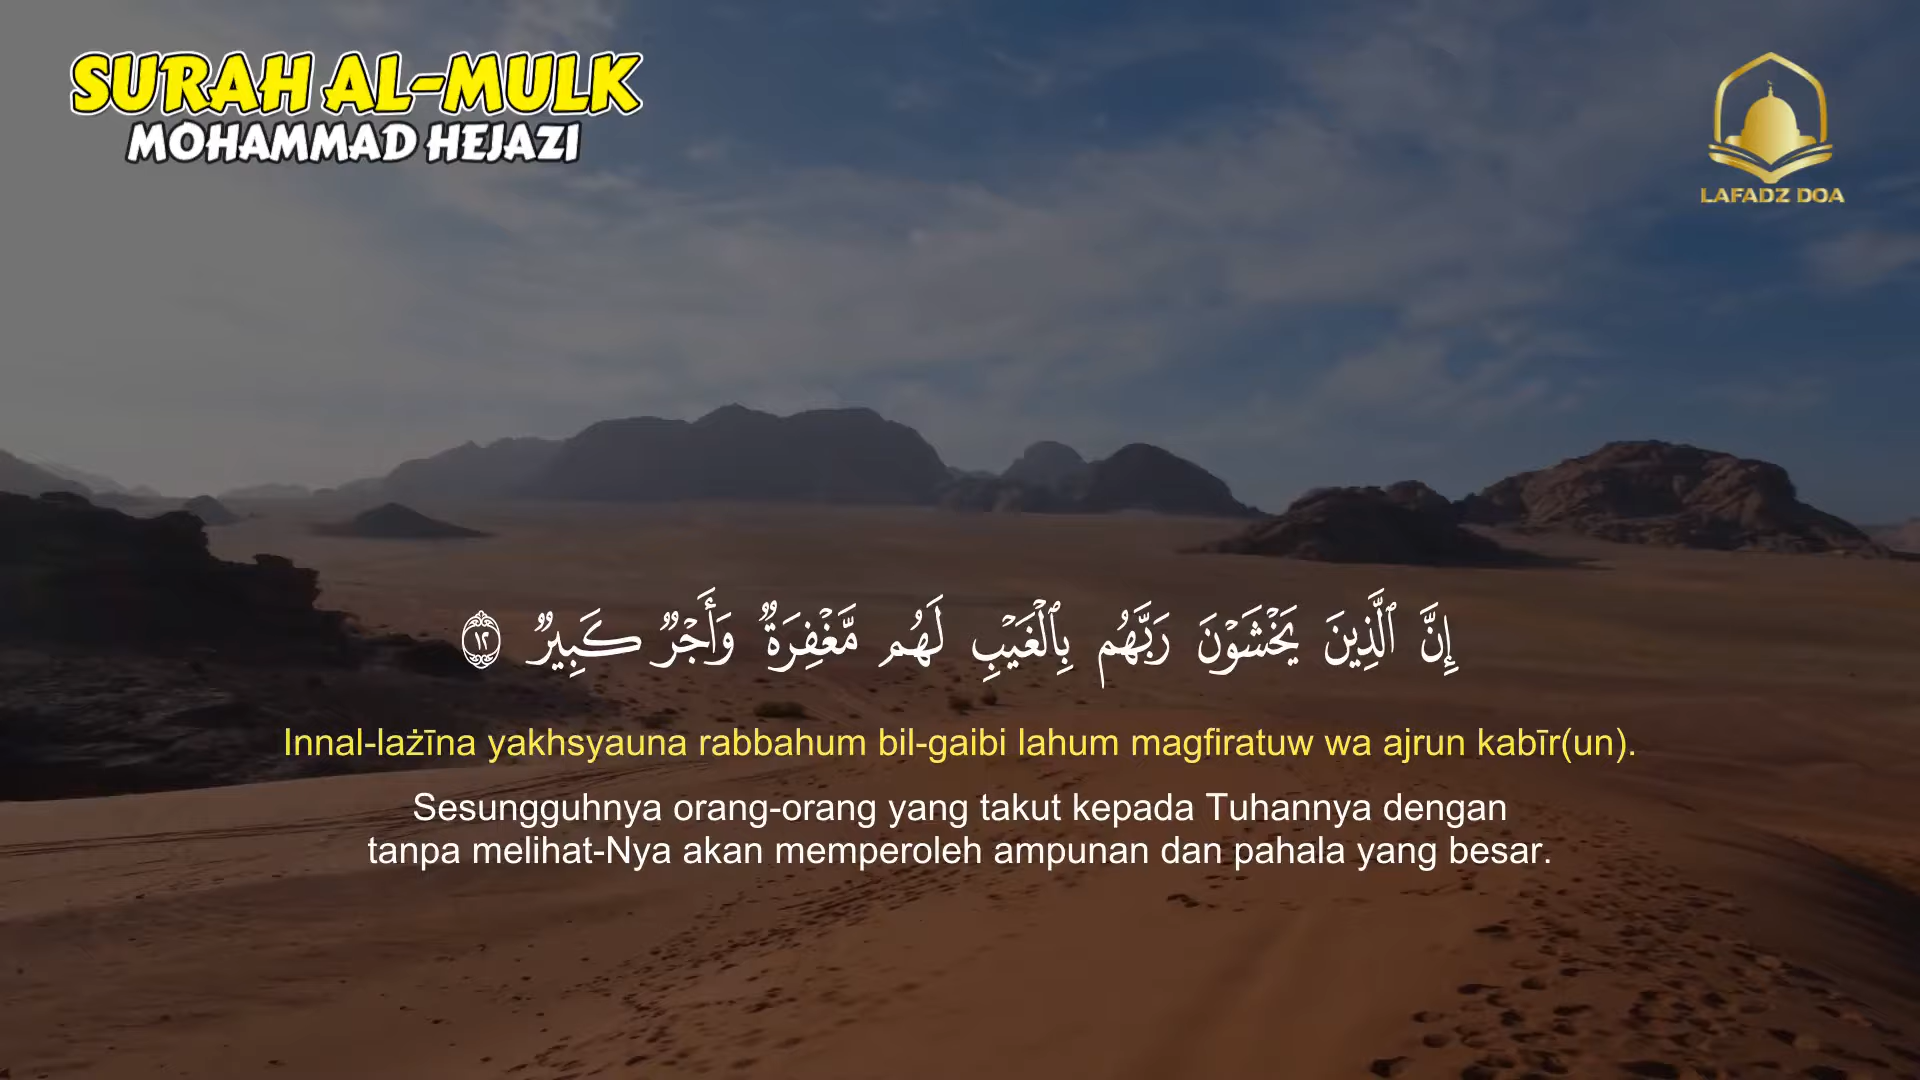 SURAH AL-MULK
MOHAMMAD HEJAZI
LAFADZ DOA
إِنَّ ٱلَّذِينَ يَخْشَوْنَ رَبَّهُم بِٱلْغَيْبِ لَهُم مَّغْفِرَةٌ وَأَجْرٌ كَبِيرٌ ١٢
Innal-lażīna yakhsyauna rabbahum bil-gaibi lahum magfiratuw wa ajrun kabīr(un).
Sesungguhnya orang-orang yang takut kepada Tuhannya dengan
tanpa melihat-Nya akan memperoleh ampunan dan pahala yang besar.